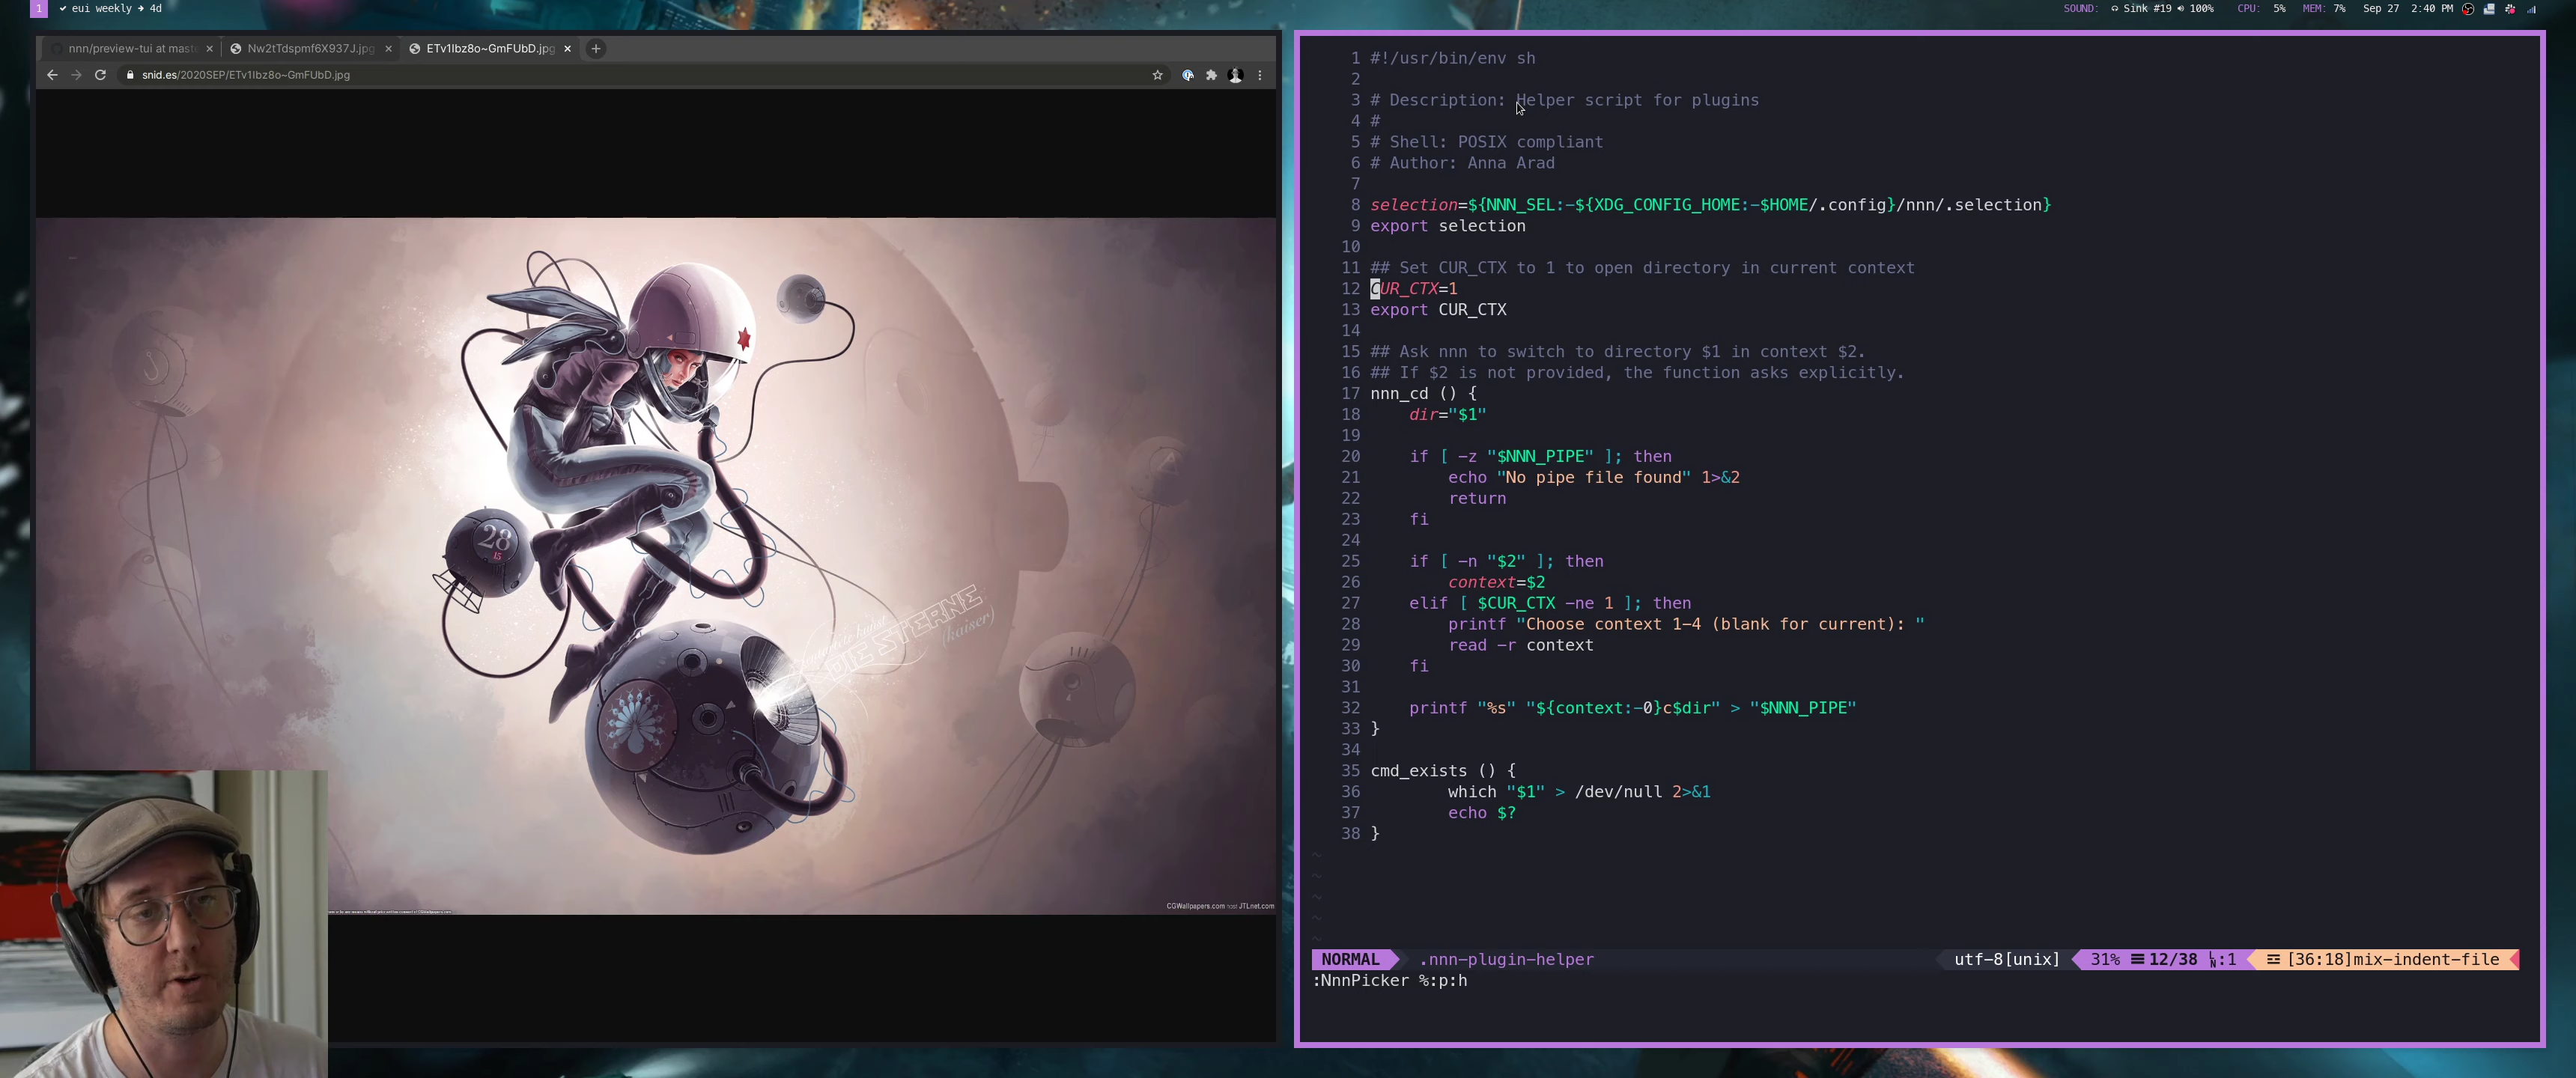 1 ✔ eui weekly → 4d
SOUND: Sink #19 100% CPU: 5% MEM: 7% Sep 27 2:40 PM
nnn/preview-tui at mast
Nw2tTdspmf6X937J.jpg
ETv1Ibz8o~GmFUbD.jpg
snid.es/2020SEP/ETv1Ibz8o~GmFUbD.jpg
28
15
DIE STERNE
(kaiser)
CGWallpapers.com JTLnet.com
1 #!/usr/bin/env sh
2
3 # Description: Helper script for plugins
4 #
5 # Shell: POSIX compliant
6 # Author: Anna Arad
7
8 selection=${NNN_SEL:-${XDG_CONFIG_HOME:-$HOME/.config}/nnn/.selection}
9 export selection
10
11 ## Set CUR_CTX to 1 to open directory in current context
12 CUR_CTX=1
13 export CUR_CTX
14
15 ## Ask nnn to switch to directory $1 in context $2.
16 ## If $2 is not provided, the function asks explicitly.
17 nnn_cd () {
18     dir="$1"
19
20     if [ -z "$NNN_PIPE" ]; then
21         echo "No pipe file found" 1>&2
22         return
23     fi
24
25     if [ -n "$2" ]; then
26         context=$2
27     elif [ $CUR_CTX -ne 1 ]; then
28         printf "Choose context 1-4 (blank for current): "
29         read -r context
30     fi
31
32     printf "%s" "${context:-0}c$dir" > "$NNN_PIPE"
33 }
34
35 cmd_exists () {
36         which "$1" > /dev/null 2>&1
37         echo $?
38 }
~
~
~
~
~
NORMAL .nnn-plugin-helper utf-8[unix] 31% 12/38 :1 [36:18]mix-indent-file
:NnnPicker %:p:h